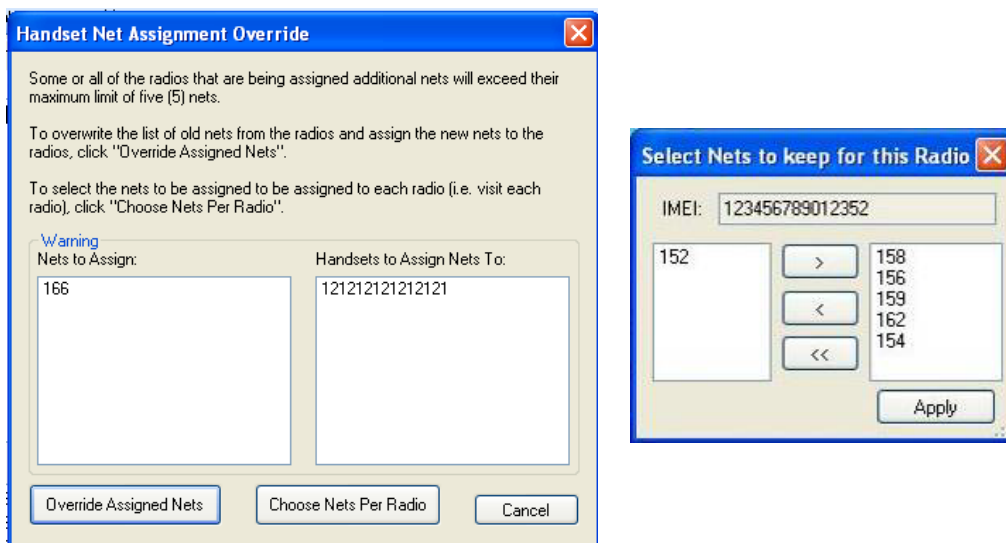 Handset Net Assignment Override
Some or all of the radios that are being assigned additional nets will exceed their
maximum limit of five (5) nets.
To overwrite the list of old nets from the radios and assign the new nets to the
radios, click "Override Assigned Nets".
To select the nets to be assigned to be assigned to each radio (i.e. visit each
radio), click "Choose Nets Per Radio".
Warning
Nets to Assign:
Handsets to Assign Nets To:
166
121212121212121
Override Assigned Nets
Choose Nets Per Radio
Cancel
Select Nets to keep for this Radio
IMEI: 123456789012352
152
>
<
<<
158
156
159
162
154
Apply